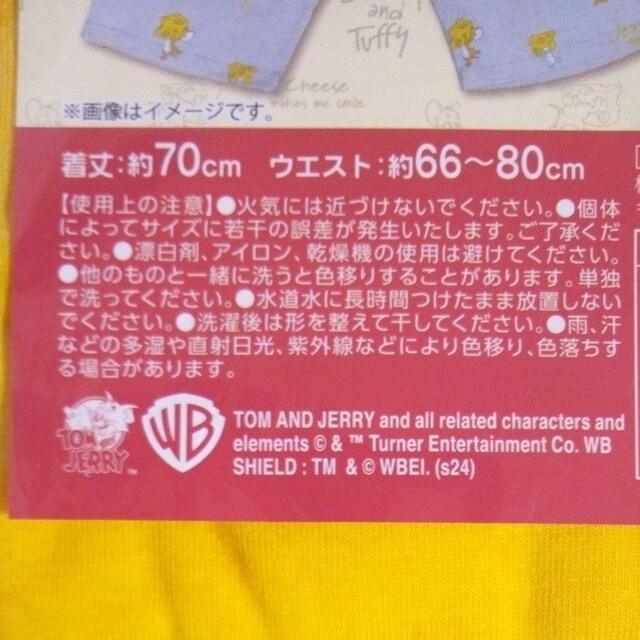 and
Tuffy
Cheese
makes me smile.
※画像はイメージです。
着丈：約70cm ウエスト：約66〜80cm
【使用上の注意】●火気には近づけないでください。●個体
によってサイズに若干の誤差が発生いたします。ご了承くだ
さい。●漂白剤、アイロン、乾燥機の使用は避けてください。
●他のものと一緒に洗うと色移りすることがあります。単独
で洗ってください。●水道水に長時間つけたまま放置しない
でください。●洗濯後は形を整えて干してください。●雨、汗
などの多湿や直射日光、紫外線などにより色移り、色落ちす
る場合があります。
TOM AND JERRY™
WB
TOM AND JERRY and all related characters and
elements © & ™ Turner Entertainment Co. WB
SHIELD : TM & © WBEI. (s24)